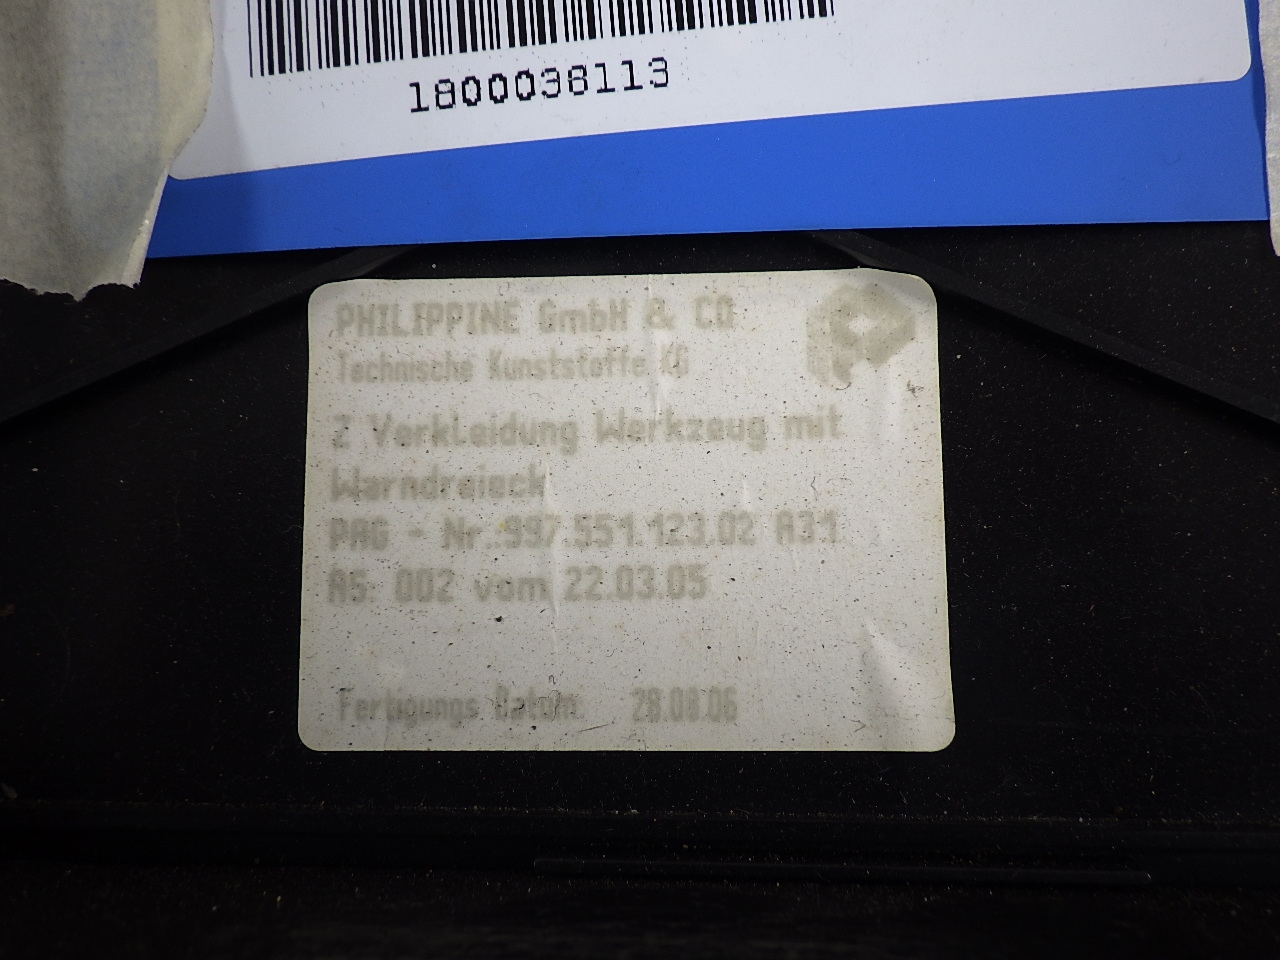 1800038113
PHILIPPINE GmbH & CO
Technische Kunststoffe KG
Z Verkleidung Werkzeug mit
Warndreieck
PAG - Nr.:997.551.123.02 A31
AS: 002 vom 22.03.05
Fertigungs Datum: 28.08.06